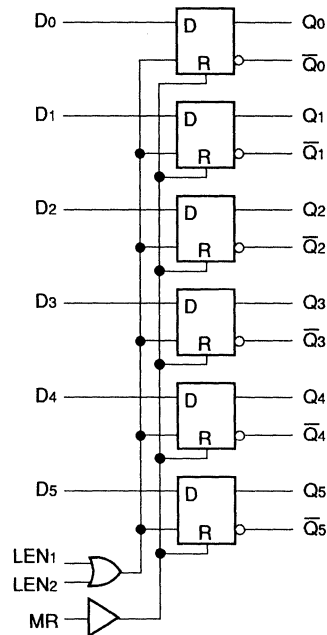 D0 D Q0
R Q̅0
D1 D Q1
R Q̅1
D2 D Q2
R Q̅2
D3 D Q3
R Q̅3
D4 D Q4
R Q̅4
D5 D Q5
R Q̅5
LEN1
LEN2
MR